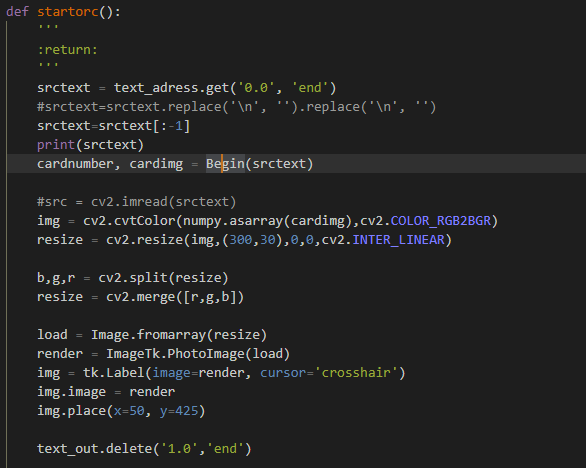 def startorc():
'''
:return:
'''
srctext = text_adress.get('0.0', 'end')
#srctext=srctext.replace('\n', '').replace('\n', '')
srctext=srctext[:-1]
print(srctext)
cardnumber, cardimg = Begin(srctext)
#src = cv2.imread(srctext)
img = cv2.cvtColor(numpy.asarray(cardimg),cv2.COLOR_RGB2BGR)
resize = cv2.resize(img,(300,30),0,0,cv2.INTER_LINEAR)
b,g,r = cv2.split(resize)
resize = cv2.merge([r,g,b])
load = Image.fromarray(resize)
render = ImageTk.PhotoImage(load)
img = tk.Label(image=render, cursor='crosshair')
img.image = render
img.place(x=50, y=425)
text_out.delete('1.0','end')